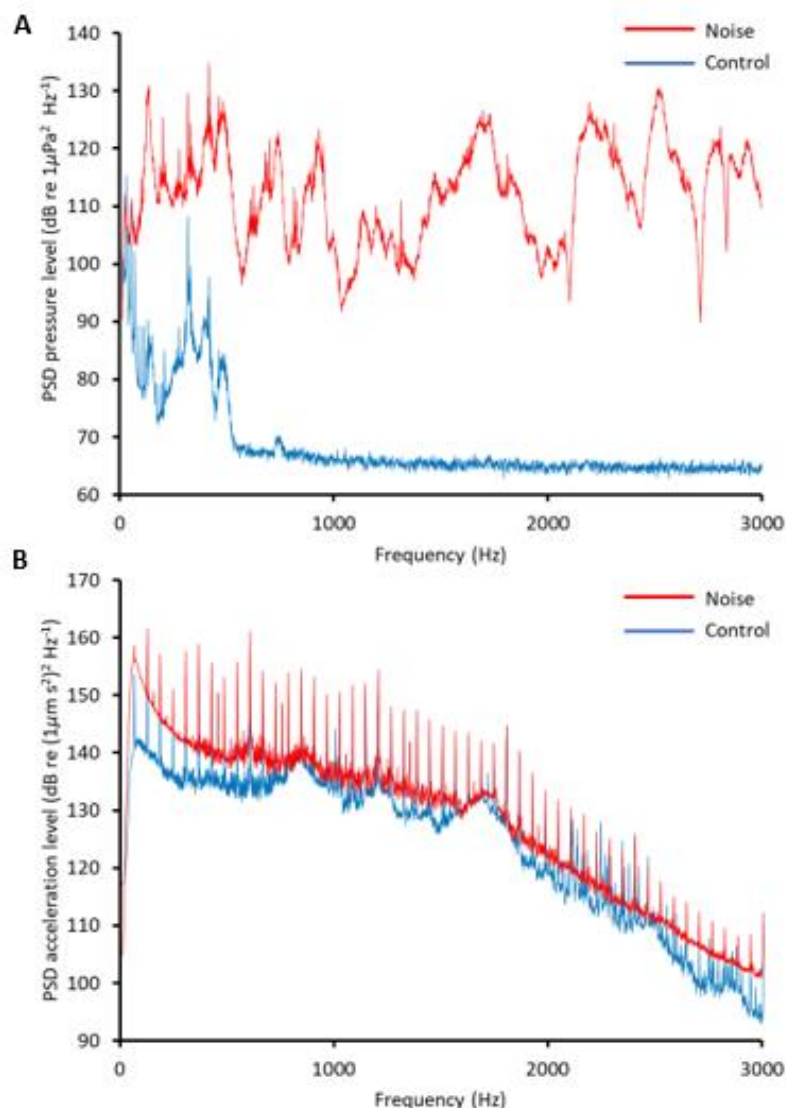 A
PSD pressure level (dB re 1µPa² Hz⁻¹)
140
130
120
110
100
90
80
70
60
Noise
Control
0 1000 2000 3000
Frequency (Hz)
B
PSD acceleration level (dB re (1µm s²)² Hz⁻¹)
170
160
150
140
130
120
110
100
90
Noise
Control
0 1000 2000 3000
Frequency (Hz)